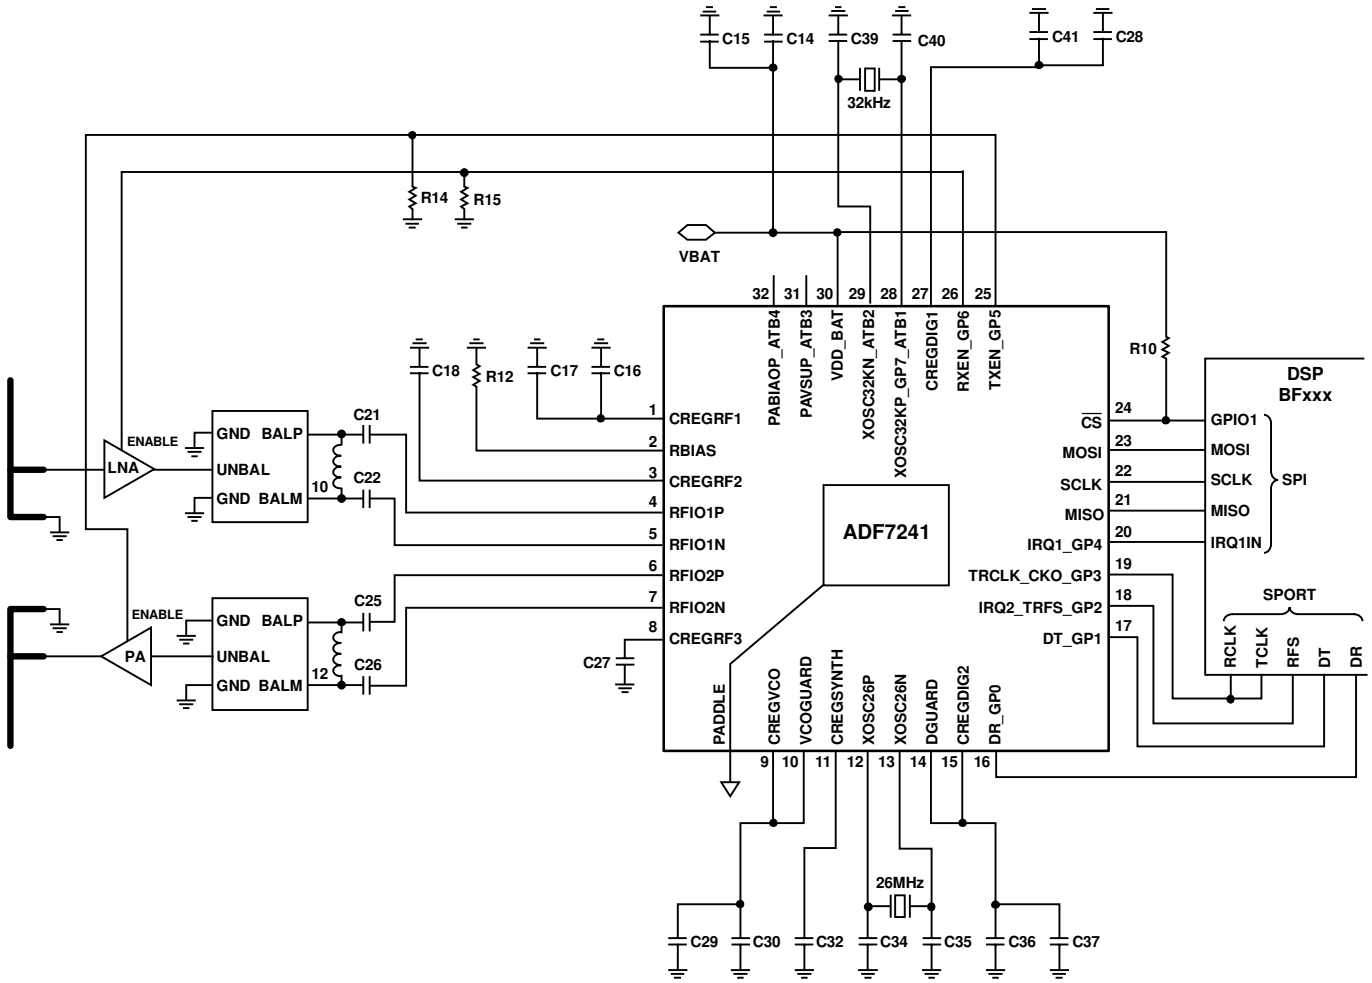 C15
C14
C39
C40
C41
C28
32kHz
R14
R15
VBAT
32
31
30
29
28
27
26
25
PABIAOP_ATB4
PAVSUP_ATB3
VDD_BAT
XOSC32KN_ATB2
XOSC32KP_GP7_ATB1
CREGDIG1
RXEN_GP6
TXEN_GP5
R10
C18
R12
C17
C16
DSP
BFxxx
1
CREGRF1
2
RBIAS
3
CREGRF2
4
RFIO1P
5
RFIO1N
6
RFIO2P
7
RFIO2N
8
CREGRF3
24
CS
GPIO1
23
MOSI
MOSI
22
SCLK
SCLK
21
MISO
MISO
20
IRQ1_GP4
IRQ1IN
SPI
19
TRCLK_CKO_GP3
18
IRQ2_TRFS_GP2
17
DT_GP1
SPORT
RCLK
TCLK
RFS
DT
DR
ADF7241
LNA
ENABLE
GND BALP
UNBAL
GND BALM
10
C21
C22
PA
ENABLE
GND BALP
UNBAL
GND BALM
12
C25
C26
C27
PADDLE
CREGVCO
VCOGUARD
CREGSYNTH
XOSC26P
XOSC26N
DGUARD
CREGDIG2
DR_GP0
9
10
11
12
13
14
15
16
26MHz
C29
C30
C32
C34
C35
C36
C37